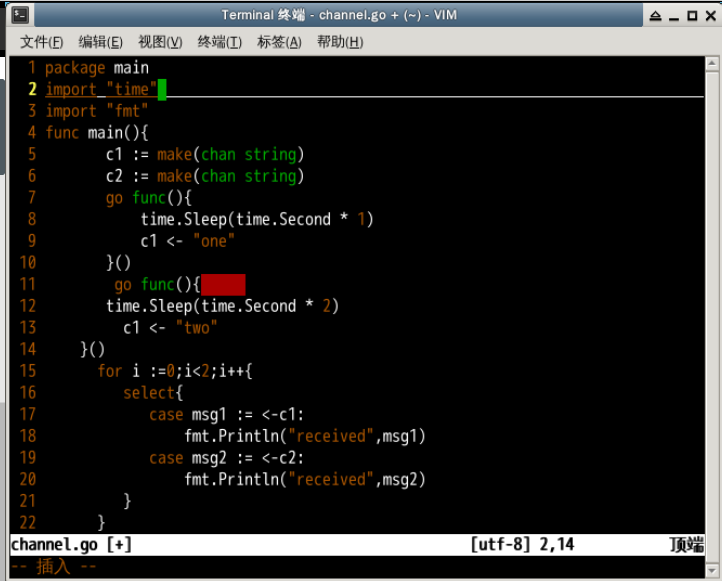 Terminal 终端 - channel.go + (~) - VIM
文件(F) 编辑(E) 视图(V) 终端(T) 标签(A) 帮助(H)
1 package main
2 import "time"
3 import "fmt"
4 func main(){
5 c1 := make(chan string)
6 c2 := make(chan string)
7 go func(){
8 time.Sleep(time.Second * 1)
9 c1 <- "one"
10 }()
11 go func(){
12 time.Sleep(time.Second * 2)
13 c1 <- "two"
14 }()
15 for i :=0;i<2;i++{
16 select{
17 case msg1 := <-c1:
18 fmt.Println("received",msg1)
19 case msg2 := <-c2:
20 fmt.Println("received",msg2)
21 }
22 }
channel.go [+] [utf-8] 2,14 顶端
-- 插入 --